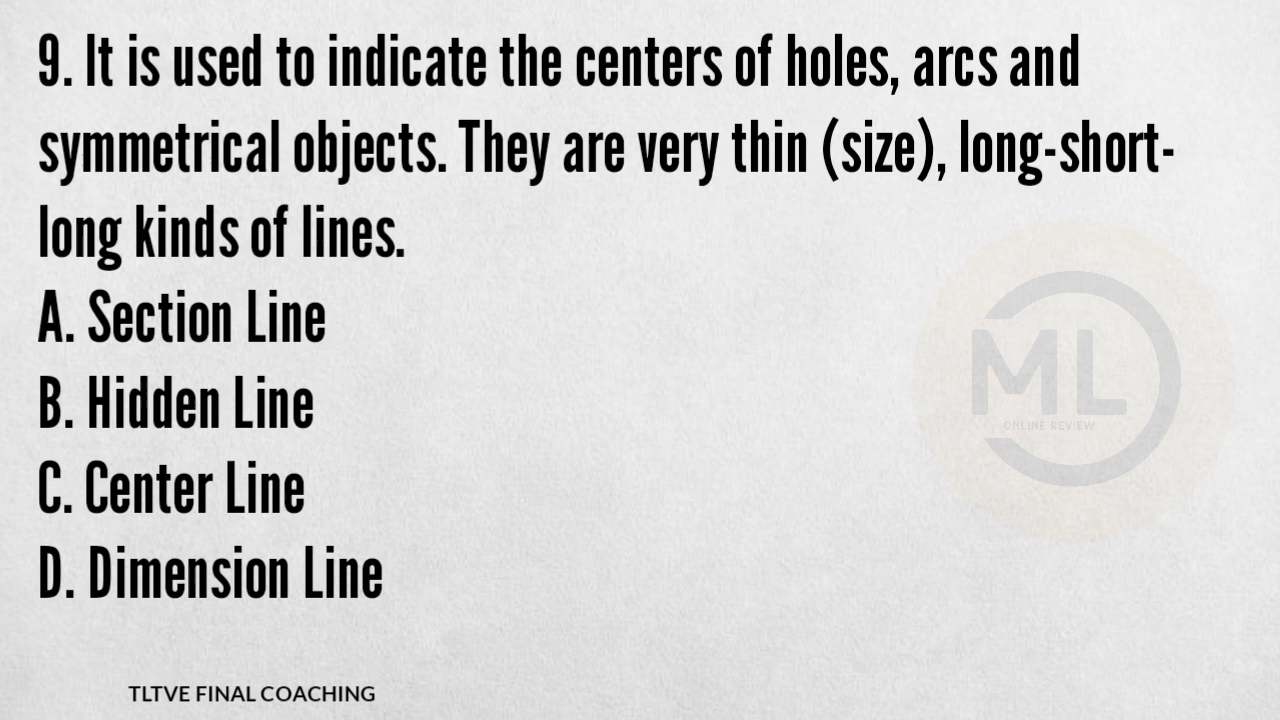 9. It is used to indicate the centers of holes, arcs and
symmetrical objects. They are very thin (size), long-short-
long kinds of lines.
A. Section Line
B. Hidden Line
C. Center Line
D. Dimension Line
ML
ONLINE REVIEW
TLTVE FINAL COACHING